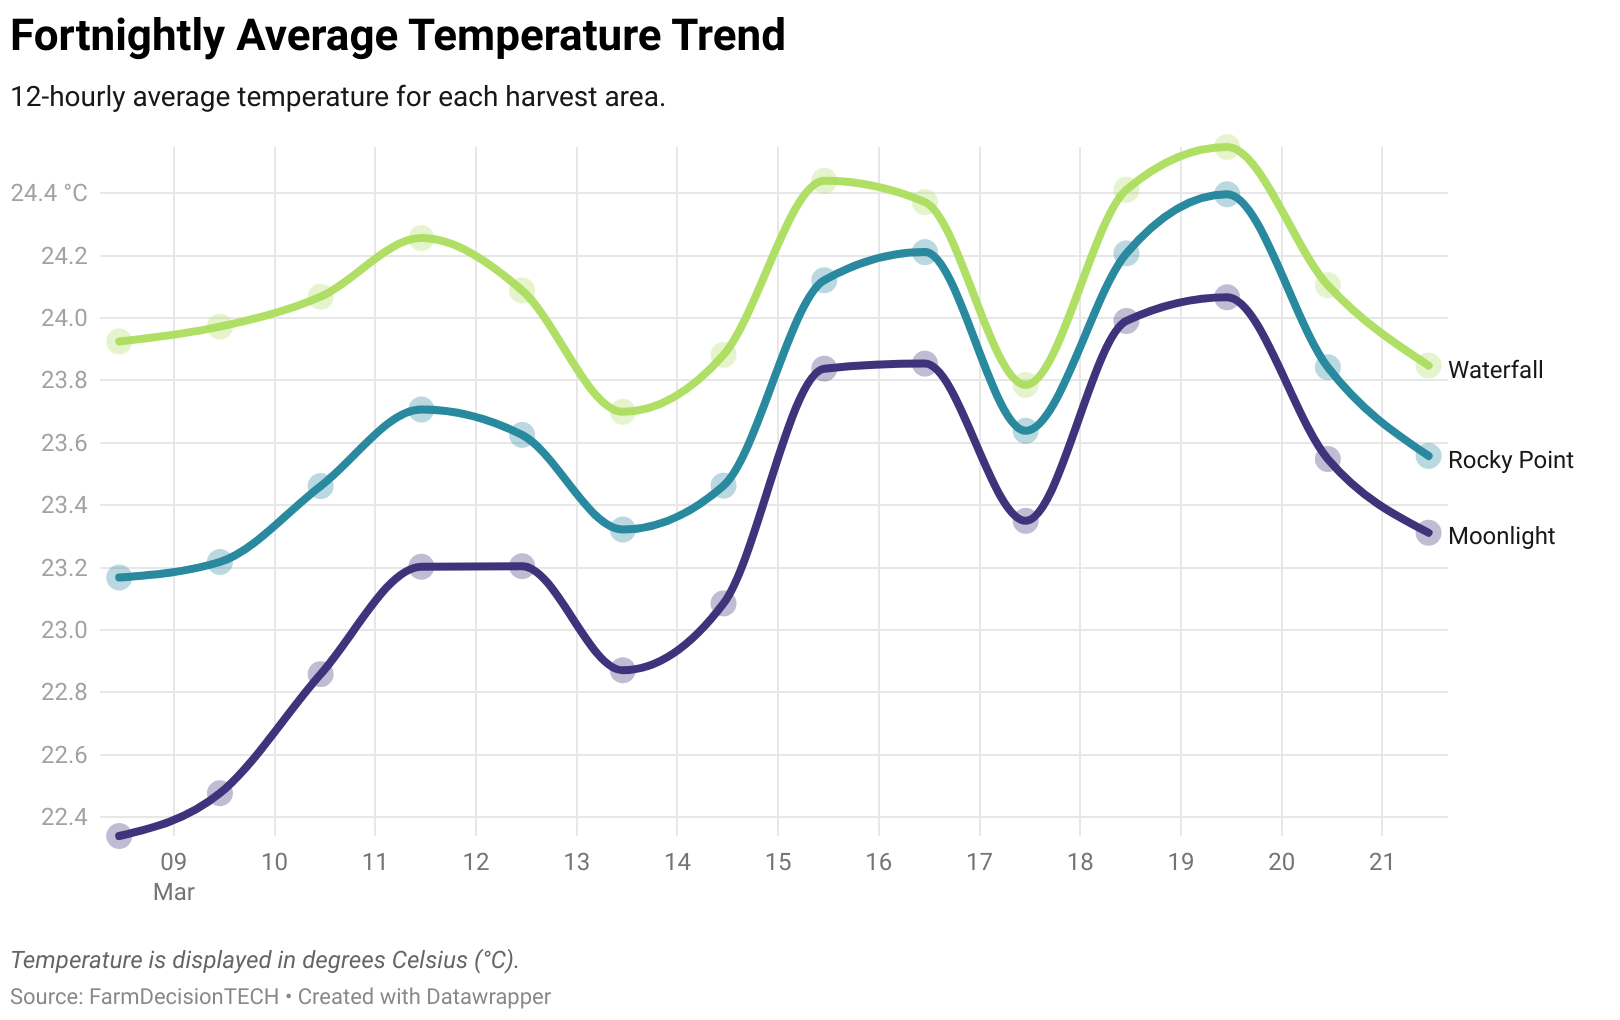 Fortnightly Average Temperature Trend
12-hourly average temperature for each harvest area.
24.4 °C
24.2
24.0
23.8
23.6
23.4
23.2
23.0
22.8
22.6
22.4
Waterfall
Rocky Point
Moonlight
09 10 11 12 13 14 15 16 17 18 19 20 21
Mar
Temperature is displayed in degrees Celsius (°C).
Source: FarmDecisionTECH • Created with Datawrapper